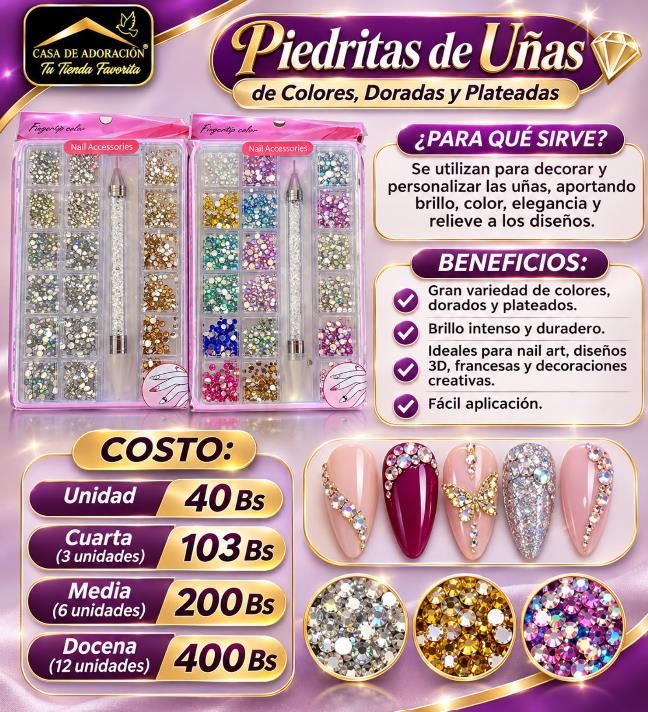 CASA DE ADORACIÓN®
Tu Tienda Favorita
Piedritas de Uñas
de Colores, Doradas y Plateadas
Fingertip color
Nail Accessories
Fingertip color
Nail Accessories
¿PARA QUÉ SIRVE?
Se utilizan para decorar y
personalizar las uñas, aportando
brillo, color, elegancia y
relieve a los diseños.
BENEFICIOS:
Gran variedad de colores,
dorados y plateados.
Brillo intenso y duradero.
Ideales para nail art, diseños
3D, francesas y decoraciones
creativas.
Fácil aplicación.
COSTO:
Unidad 40 Bs
Cuarta
(3 unidades) 103 Bs
Media
(6 unidades) 200 Bs
Docena
(12 unidades) 400 Bs